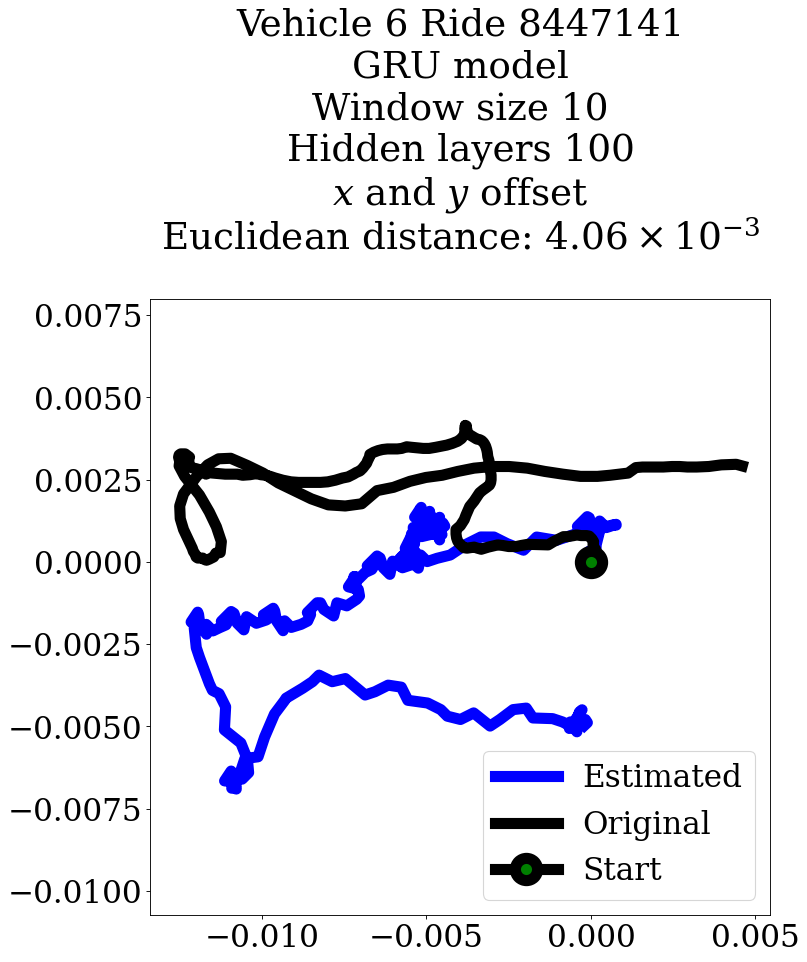 Vehicle 6 Ride 8447141
GRU model
Window size 10
Hidden layers 100
x and y offset
Euclidean distance: 4.06 × 10⁻³
0.0075
0.0050
0.0025
0.0000
−0.0025
−0.0050
−0.0075
−0.0100
Estimated
Original
Start
−0.010 −0.005 0.000 0.005